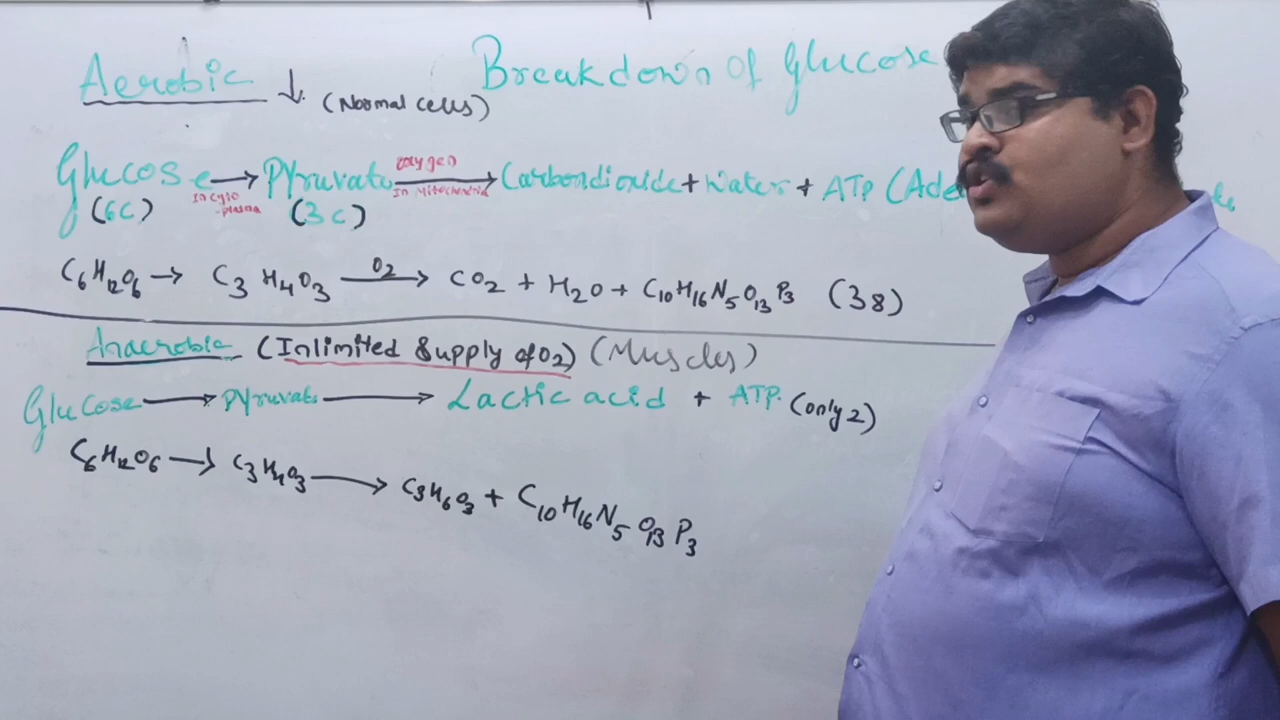 Breakdown Of Glucose
Aerobic ↓ (Normal cells)
Glucose → Pyruvate → Carbondioxide + Water + ATP (Ade
Oxygen
In cyto
-plasma
In Mitochondria
(6C) (3C)
C6H12O6 → C3H4O3 —O2→ CO2 + H2O + C10H16N5O13P3 (38)
Anaerobic (Inlimited Supply of O2) (Muscles)
Glucose → Pyruvate → Lactic acid + ATP (only 2)
C6H12O6 → C3H4O3 → C3H6O3 + C10H16N5O13P3